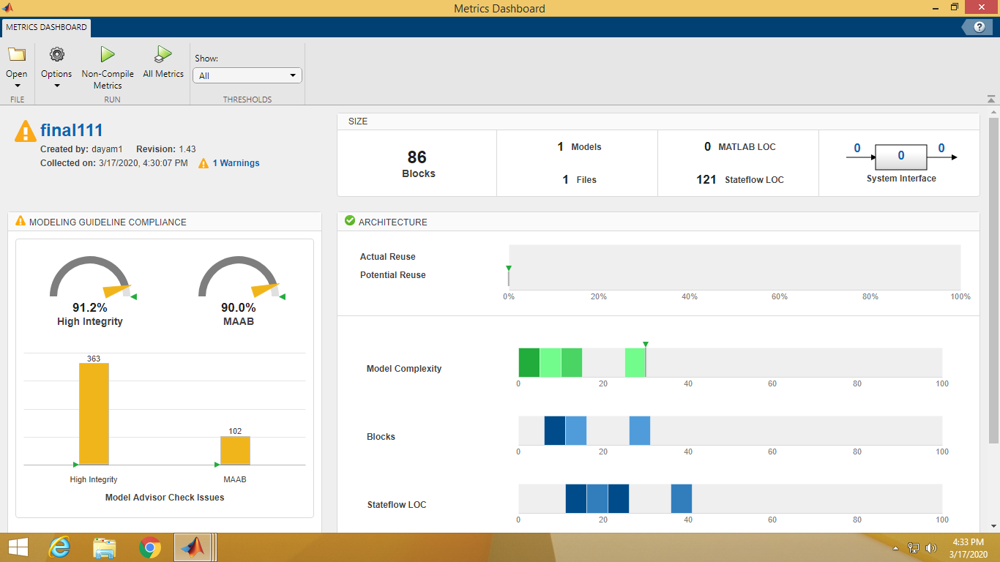 Metrics Dashboard
METRICS DASHBOARD
?
Open
Options
Non-Compile
Metrics
All Metrics
Show:
All
FILE
RUN
THRESHOLDS
final111
Created by: dayam1 Revision: 1.43
Collected on: 3/17/2020, 4:30:07 PM 1 Warnings
SIZE
86
Blocks
1 Models
1 Files
0 MATLAB LOC
121 Stateflow LOC
0 0 0
System Interface
MODELING GUIDELINE COMPLIANCE
91.2%
High Integrity
90.0%
MAAB
363
102
High Integrity
MAAB
Model Advisor Check Issues
ARCHITECTURE
Actual Reuse
Potential Reuse
0% 20% 40% 60% 80% 100%
Model Complexity
0 20 40 60 80 100
Blocks
0 20 40 60 80 100
Stateflow LOC
0 20 40 60 80 100
4:33 PM
3/17/2020